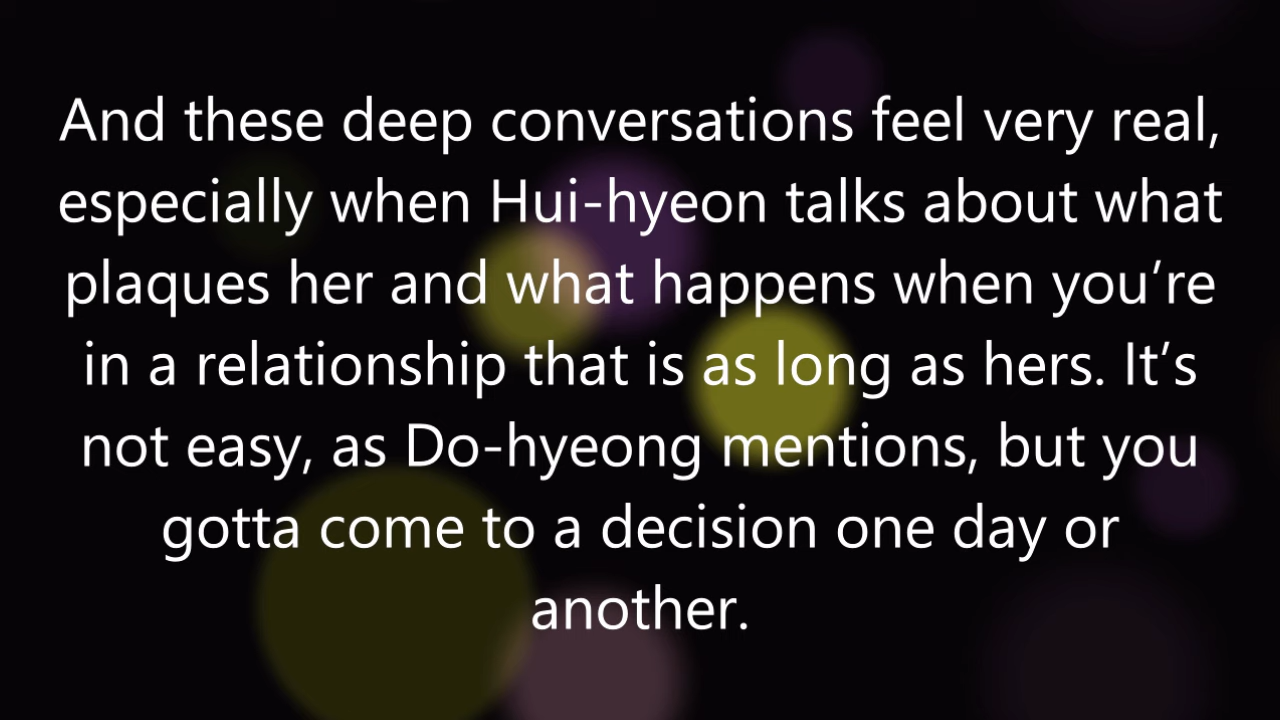 And these deep conversations feel very real,
especially when Hui-hyeon talks about what
plaques her and what happens when you’re
in a relationship that is as long as hers. It’s
not easy, as Do-hyeong mentions, but you
gotta come to a decision one day or
another.